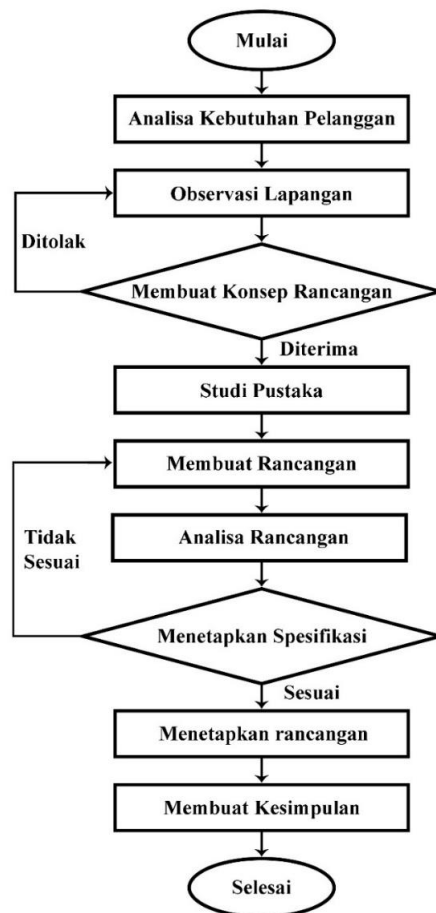 Mulai
Analisa Kebutuhan Pelanggan
Observasi Lapangan
Ditolak
Membuat Konsep Rancangan
Diterima
Studi Pustaka
Membuat Rancangan
Tidak
Sesuai
Analisa Rancangan
Menetapkan Spesifikasi
Sesuai
Menetapkan rancangan
Membuat Kesimpulan
Selesai